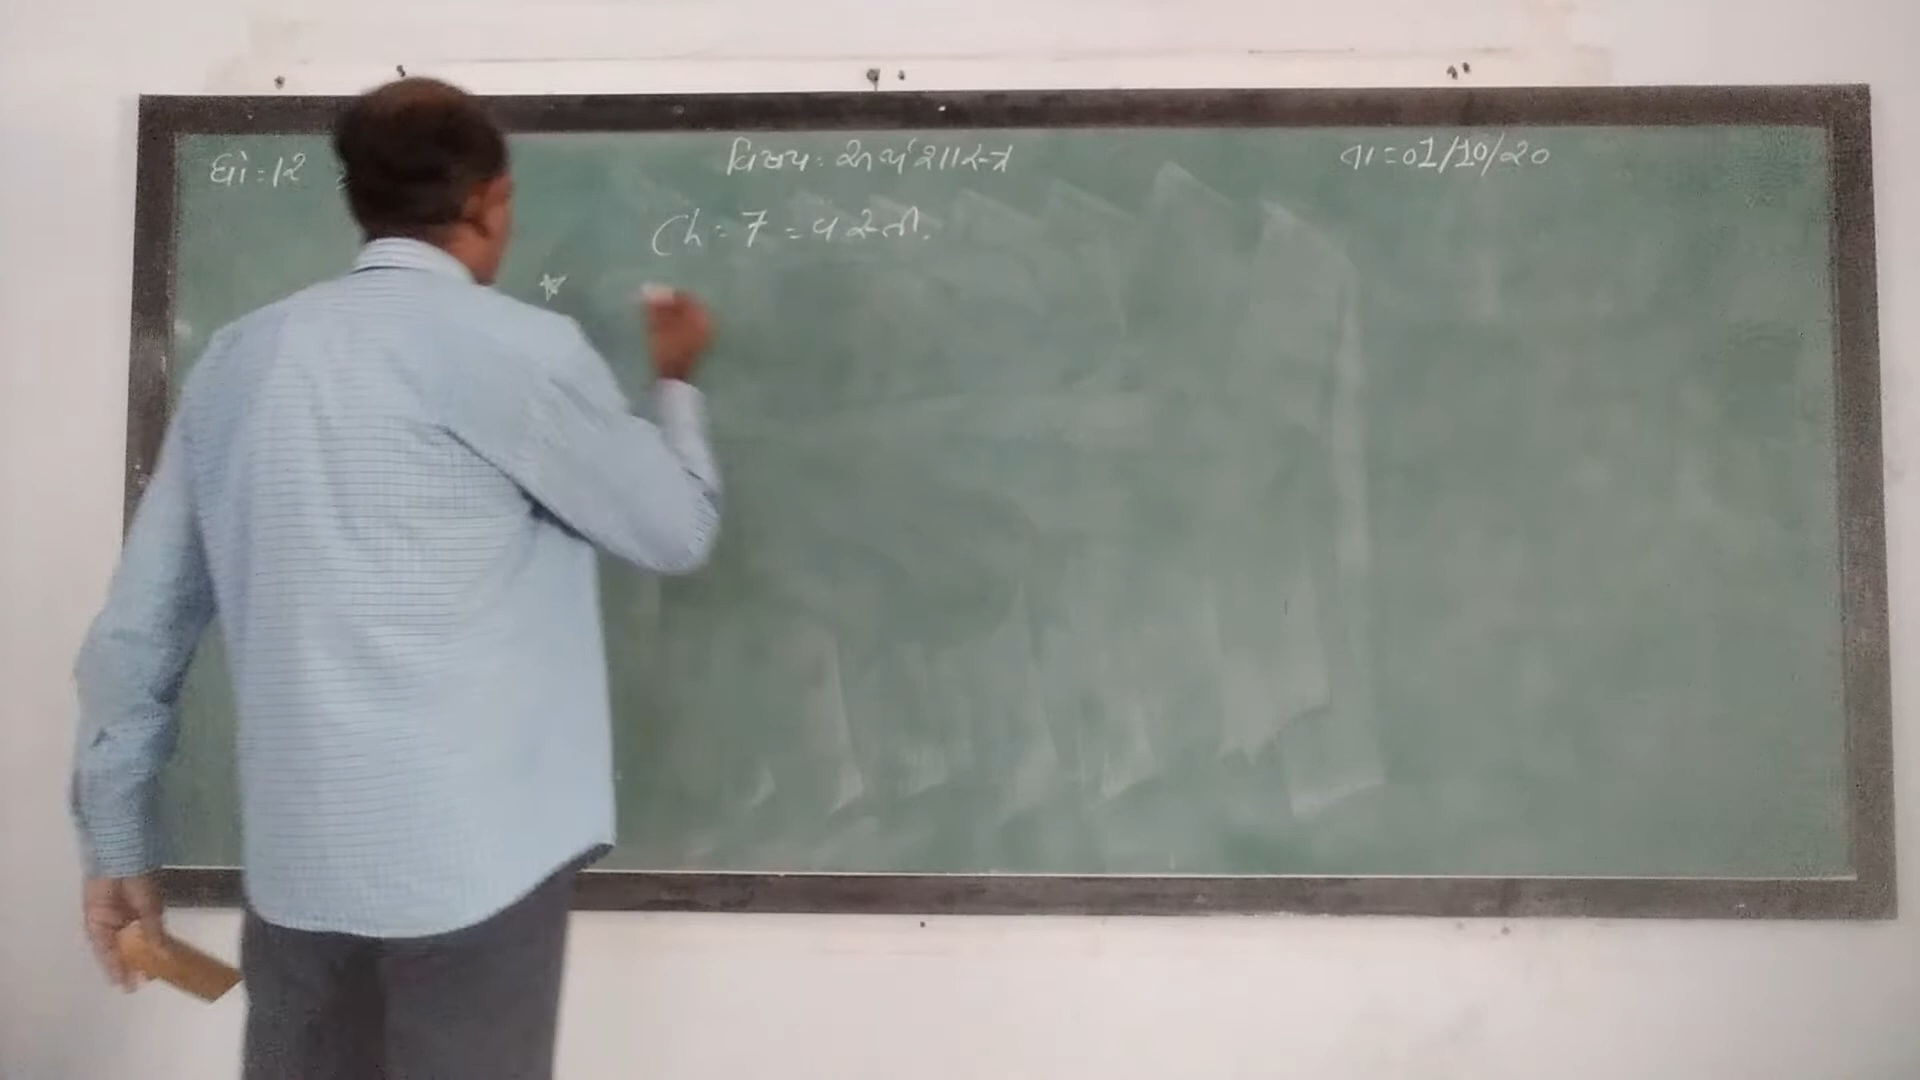 ધો = 12 વિષય : અર્થશાસ્ત્ર તા = 01/10/20
Ch = 7 = વસ્તી.